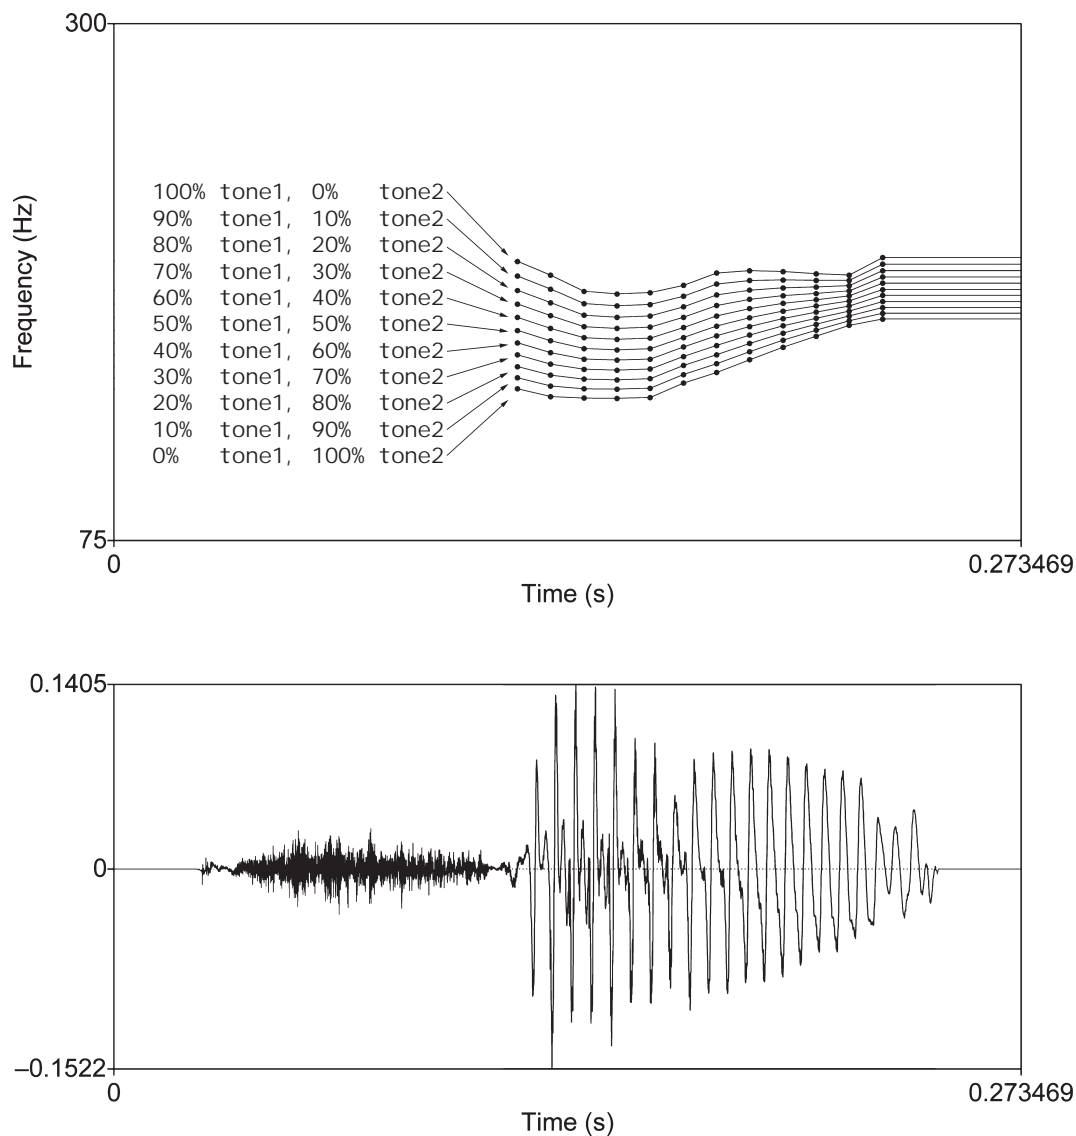 300
Frequency (Hz)
100% tone1, 0% tone2
90% tone1, 10% tone2
80% tone1, 20% tone2
70% tone1, 30% tone2
60% tone1, 40% tone2
50% tone1, 50% tone2
40% tone1, 60% tone2
30% tone1, 70% tone2
20% tone1, 80% tone2
10% tone1, 90% tone2
0% tone1, 100% tone2
75
0 0.273469
Time (s)
0.1405
0
–0.1522
0 0.273469
Time (s)